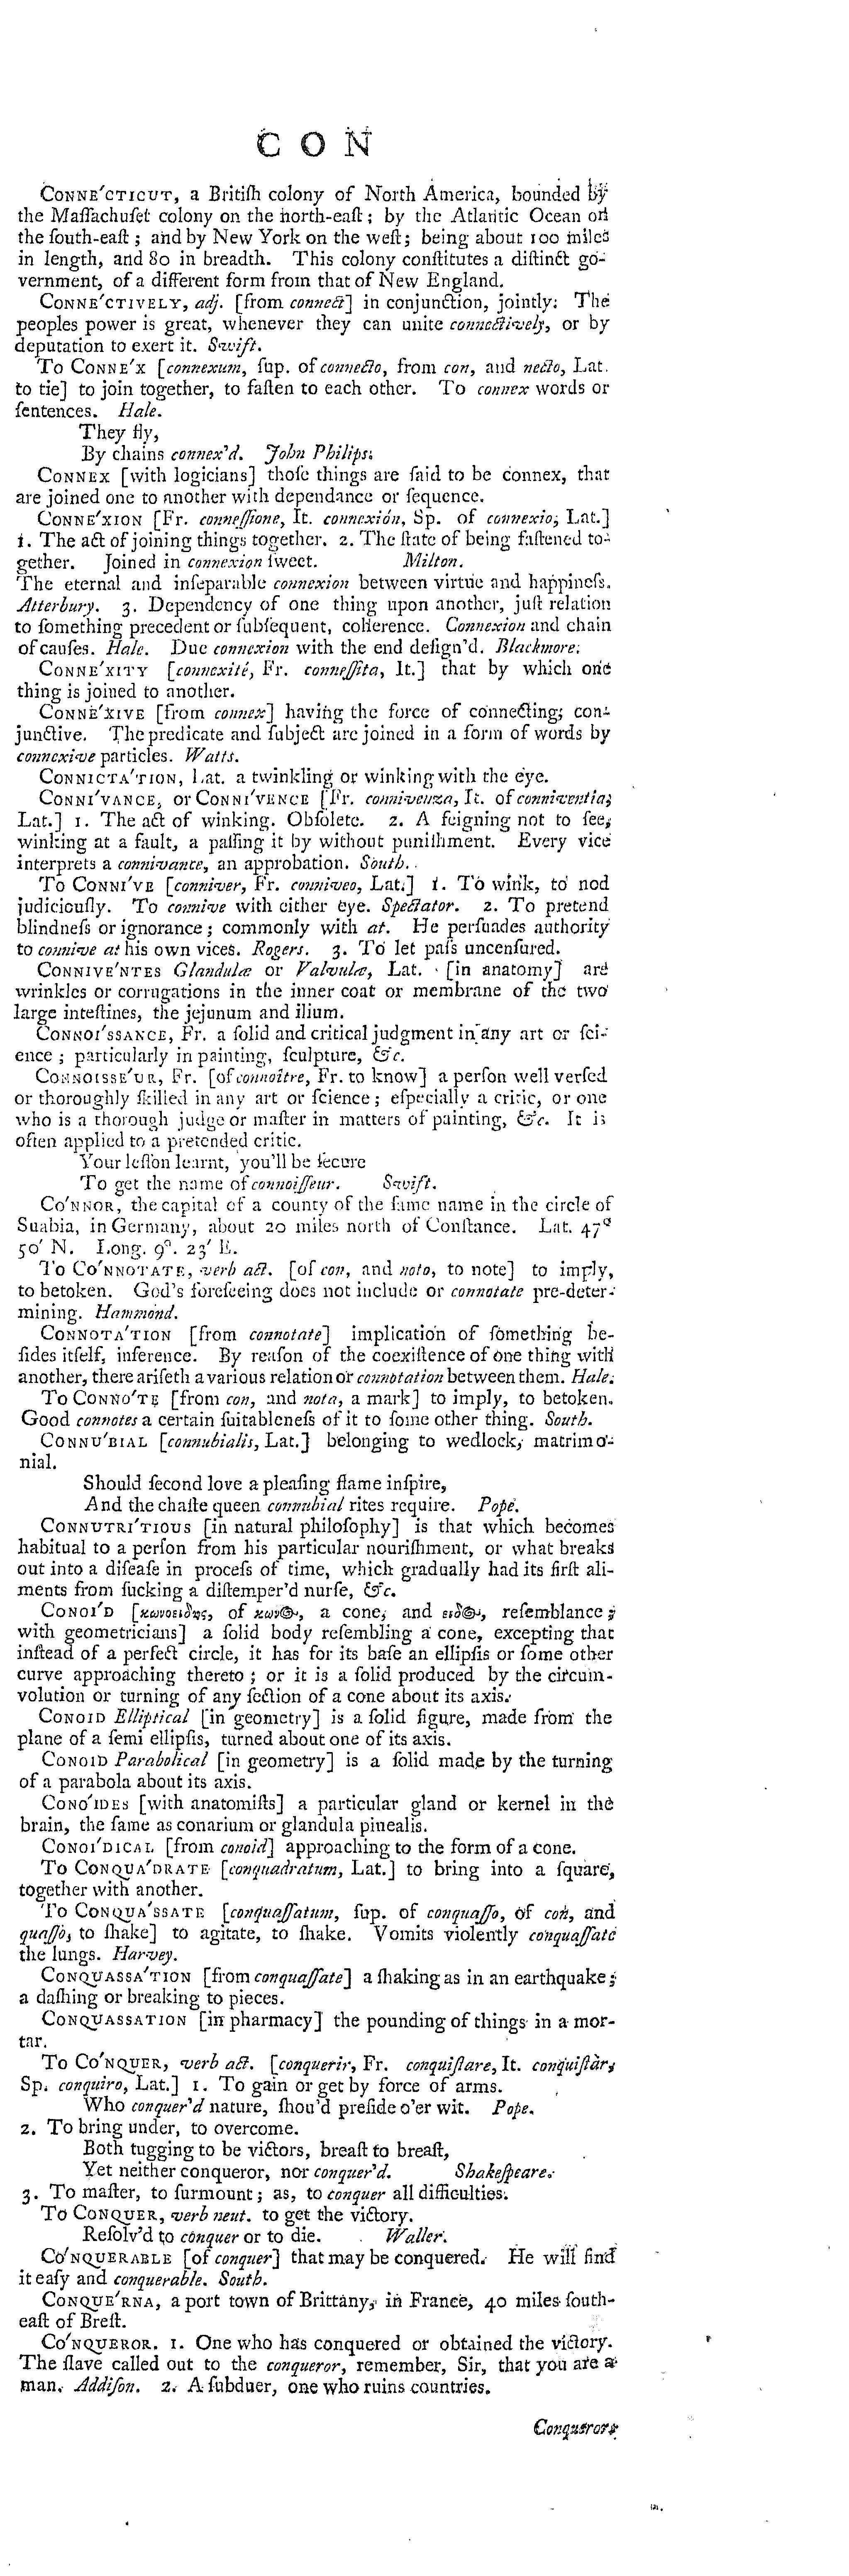 CON
CONNE′CTICUT, a Britiſh colony of North America, bounded by
the Maſſachuſet colony on the north-eaſt; by the Atlantic Ocean on
the ſouth-eaſt; and by New York on the weſt; being about 100 miles
in length, and 80 in breadth. This colony conſtitutes a diſtinct go-
vernment, of a different form from that of New England.
CONNE′CTIVELY, adj. [from connect] in conjunction, jointly. The
peoples power is great, whenever they can unite connectively, or by
deputation to exert it. Swift.
To CONNE′X [connexum, ſup. of connecto, from con, and necto, Lat.
to tie] to join together, to faſten to each other. To connex words or
ſentences. Hale.
They fly,
By chains connex'd. John Philips.
CONNEX [with logicians] thoſe things are ſaid to be connex, that
are joined one to another with dependance or ſequence.
CONNE′XION [Fr. conneſſione, It. connexión, Sp. of connexio, Lat.]
1. The act of joining things together. 2. The ſtate of being faſtened to-
gether. Joined in connexion ſweet. Milton.
The eternal and inſeparable connexion between virtue and happineſs.
Atterbury. 3. Dependency of one thing upon another, juſt relation
to ſomething precedent or ſubſequent, coherence. Connexion and chain
of cauſes. Hale. Due connexion with the end deſign'd. Blackmore.
CONNE′XITY [connexité, Fr. conneſſita, It.] that by which one
thing is joined to another.
CONNE′XIVE [from connex] having the force of connecting; con-
junctive. The predicate and ſubject are joined in a form of words by
connexive particles. Watts.
CONNICTA′TION, Lat. a twinkling or winking with the eye.
CONNI′VANCE, or CONNI′VENCE [Fr. connivenza, It. of conniventia,
Lat.] 1. The act of winking. Obſolete. 2. A feigning not to ſee,
winking at a fault, a paſſing it by without puniſhment. Every vice
interprets a connivance, an approbation. South.
To CONNI′VE [conniver, Fr. conniveo, Lat.] 1. To wink, to nod
judiciouſly. To connive with either eye. Spectator. 2. To pretend
blindneſs or ignorance; commonly with at. He perſuades authority
to connive at his own vices. Rogers. 3. To let paſs uncenſured.
CONNIVE′NTES Glandulæ or Valvulæ, Lat. [in anatomy] are
wrinkles or corrugations in the inner coat or membrane of the two
large inteſtines, the jejunum and ilium.
CONNOI′SSANCE, Fr. a ſolid and critical judgment in any art or ſci-
ence; particularly in painting, ſculpture, &c.
CONNOISSE′UR, Fr. [of connoître, Fr. to know] a perſon well verſed
or thoroughly ſkilled in any art or ſcience; eſpecially a critic, or one
who is a thorough judge or maſter in matters of painting, &c. It is
often applied to a pretended critic.
Your leſſon learnt, you'll be ſecure
To get the name of connoiſſeur. Swift.
CO′NNOR, the capital of a county of the ſame name in the circle of
Suabia, in Germany, about 20 miles north of Conſtance. Lat. 47°
50′ N. Long. 9°. 23′ E.
To CO′NNOTATE, verb act. [of con, and noto, to note] to imply,
to betoken. God's foreſeeing does not include or connotate pre-deter-
mining. Hammond.
CONNOTA′TION [from connotate] implication of ſomething be-
ſides itſelf, inference. By reaſon of the coexiſtence of one thing with
another, there ariſeth a various relation or connotation between them. Hale.
To CONNO′TE [from con, and nota, a mark] to imply, to betoken.
Good connotes a certain ſuitableneſs of it to ſome other thing. South.
CONNU′BIAL [connubialis, Lat.] belonging to wedlock, matrimo-
nial.
Should ſecond love a pleaſing flame inſpire,
And the chaſte queen connubial rites require. Pope.
CONNUTRI′TIOUS [in natural philoſophy] is that which becomes
habitual to a perſon from his particular nouriſhment, or what breaks
out into a diſeaſe in proceſs of time, which gradually had its firſt ali-
ments from ſucking a diſtemper'd nurſe, &c.
CONOI′D [κωνοειδης, of κων&, a cone, and ειδ&, reſemblance;
with geometricians] a ſolid body reſembling a cone, excepting that
inſtead of a perfect circle, it has for its baſe an ellipſis or ſome other
curve approaching thereto; or it is a ſolid produced by the circum-
volution or turning of any ſection of a cone about its axis.
CONOID Elliptical [in geometry] is a ſolid figure, made from the
plane of a ſemi ellipſis, turned about one of its axis.
CONOID Parabolical [in geometry] is a ſolid made by the turning
of a parabola about its axis.
CONO′IDES [with anatomiſts] a particular gland or kernel in the
brain, the ſame as conarium or glandula pinealis.
CONOI′DICAL [from conoid] approaching to the form of a cone.
To CONQUA′DRATE [conquadratum, Lat.] to bring into a ſquare,
together with another.
To CONQUA′SSATE [conquaſſatum, ſup. of conquaſſo, of con, and
quaſſo, to ſhake] to agitate, to ſhake. Vomits violently conquaſſate
the lungs. Harvey.
CONQUASSA′TION [from conquaſſate] a ſhaking as in an earthquake;
a daſhing or breaking to pieces.
CONQUASSATION [in pharmacy] the pounding of things in a mor-
tar.
To CO′NQUER, verb act. [conquerir, Fr. conquiſtare, It. conquiſtàr,
Sp. conquiro, Lat.] 1. To gain or get by force of arms.
Who conquer'd nature, ſhou'd preſide o'er wit. Pope.
2. To bring under, to overcome.
Both tugging to be victors, breaſt to breaſt,
Yet neither conqueror, nor conquer'd. Shakeſpeare.
3. To maſter, to ſurmount; as, to conquer all difficulties.
To CONQUER, verb neut. to get the victory.
Reſolv'd to conquer or to die. Waller.
CO′NQUERABLE [of conquer] that may be conquered. He will find
it eaſy and conquerable. South.
CONQUE′RNA, a port town of Brittany, in France, 40 miles ſouth-
eaſt of Breſt.
CO′NQUEROR. 1. One who has conquered or obtained the victory.
The ſlave called out to the conqueror, remember, Sir, that you are a
man. Addiſon. 2. A ſubduer, one who ruins countries.
Conquerors